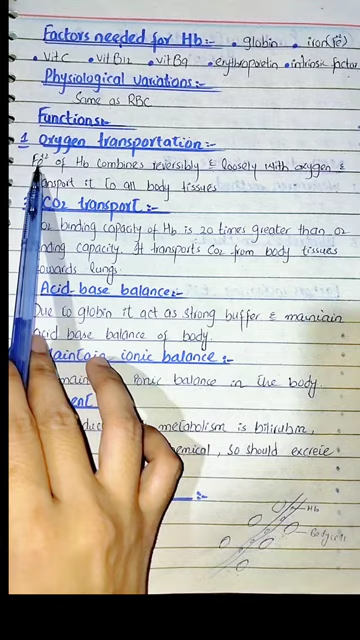 Factors needed for Hb:- • globin • iron (Fe²⁺)
• vit C • vit B12 • vit B9 • erythropoietin • intrinsic factor
Physiological variations:-
Same as RBC
Functions:-
1 Oxygen transportation:-
of Hb combines reversibly & loosely with oxygen &
transport it to all body tissues
CO2 transport:-
binding capacity of Hb is 20 times greater than O2
binding capacity. It transports CO2 from body tissues
towards lungs.
Acid base balance:-
Due to globin it act as strong buffer & maintain
acid base balance of body.
Maintain ionic balance:-
ionic balance in the body.
metabolism is
so should excrete
Hb